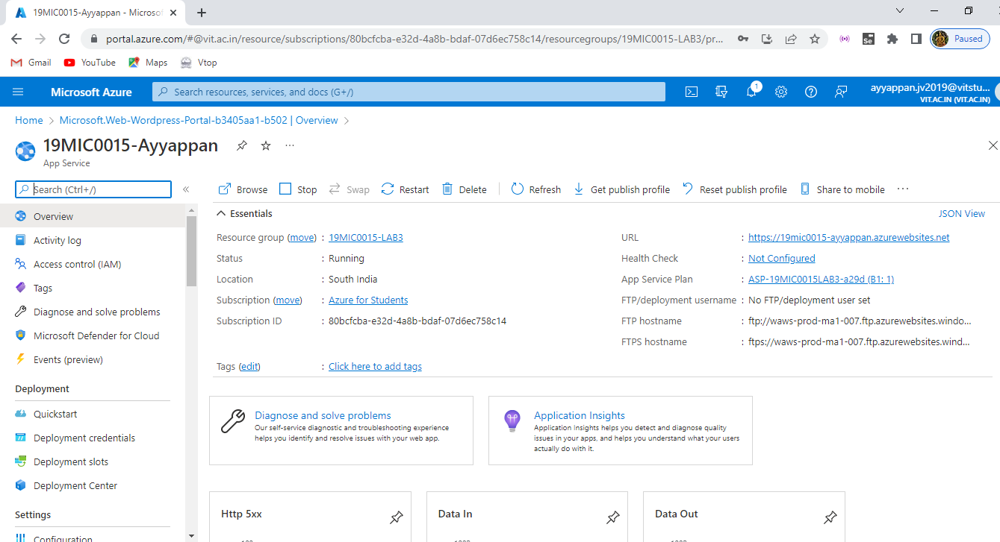 19MIC0015-Ayyappan - Microsof
portal.azure.com/#@vit.ac.in/resource/subscriptions/80bcfcba-e32d-4a8b-bdaf-07d6ec758c14/resourcegroups/19MIC0015-LAB3/pr...
Se
Paused
Gmail YouTube Maps Vtop
Microsoft Azure
Search resources, services, and docs (G+/)
1
ayyappan.jv2019@vitstu...
VIT.AC.IN (VIT.AC.IN)
Home > Microsoft.Web-Wordpress-Portal-b3405aa1-b502 | Overview >
19MIC0015-Ayyappan
App Service
Search (Ctrl+/)
«
Overview
Activity log
Access control (IAM)
Tags
Diagnose and solve problems
Microsoft Defender for Cloud
Events (preview)
Deployment
Quickstart
Deployment credentials
Deployment slots
Deployment Center
Settings
Configuration
Browse Stop Swap Restart Delete Refresh Get publish profile Reset publish profile Share to mobile ...
Essentials
JSON View
Resource group (move) : 19MIC0015-LAB3
Status : Running
Location : South India
Subscription (move) : Azure for Students
Subscription ID : 80bcfcba-e32d-4a8b-bdaf-07d6ec758c14
URL : https://19mic0015-ayyappan.azurewebsites.net
Health Check : Not Configured
App Service Plan : ASP-19MIC0015LAB3-a29d (B1: 1)
FTP/deployment username : No FTP/deployment user set
FTP hostname : ftp://waws-prod-ma1-007.ftp.azurewebsites.windo...
FTPS hostname : ftps://waws-prod-ma1-007.ftp.azurewebsites.wind...
Tags (edit) : Click here to add tags
Diagnose and solve problems
Our self-service diagnostic and troubleshooting experience
helps you identify and resolve issues with your web app.
Application Insights
Application Insights helps you detect and diagnose quality
issues in your apps, and helps you understand what your users
actually do with it.
Http 5xx
Data In
Data Out